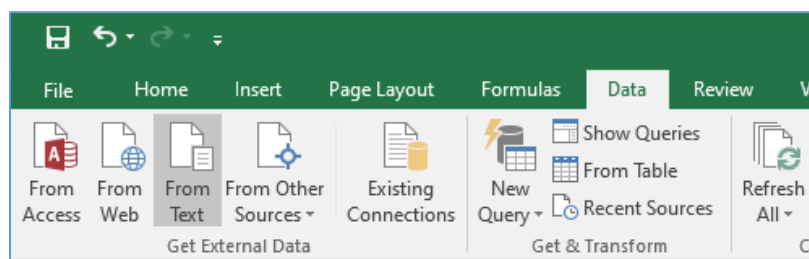 File Home Insert Page Layout Formulas Data Review
Show Queries
From Table
Recent Sources
From Access
From Web
From Text
From Other Sources
Existing Connections
New Query
Refresh All
Get External Data
Get & Transform